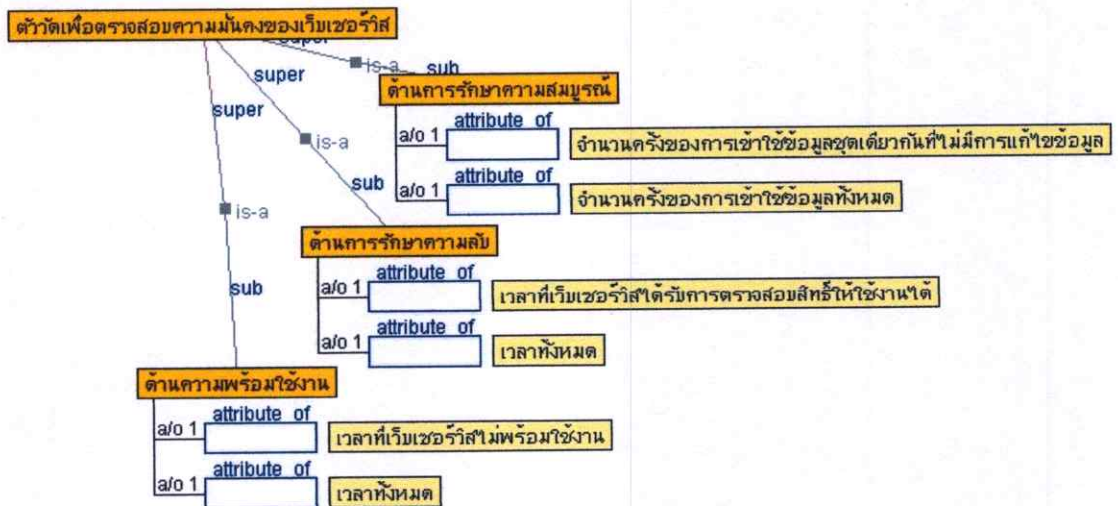 ตัววัดเพื่อตรวจสอบความมั่นคงของเว็บเซอร์วิส
super
is-a
sub
super
ด้านการรักษาความสมบูรณ์
super
attribute of
a/o 1
จำนวนครั้งของการเข้าใช้ข้อมูลชุดเดียวกันที่ไม่มีการแก้ไขข้อมูล
is-a
attribute of
sub
a/o 1
จำนวนครั้งของการเข้าใช้ข้อมูลทั้งหมด
is-a
ด้านการรักษาความลับ
attribute of
sub
a/o 1
เวลาที่เว็บเซอร์วิสได้รับการตรวจสอบสิทธิ์ให้ใช้งานได้
attribute of
a/o 1
เวลาทั้งหมด
ด้านความพร้อมใช้งาน
attribute of
a/o 1
เวลาที่เว็บเซอร์วิสไม่พร้อมใช้งาน
attribute of
a/o 1
เวลาทั้งหมด